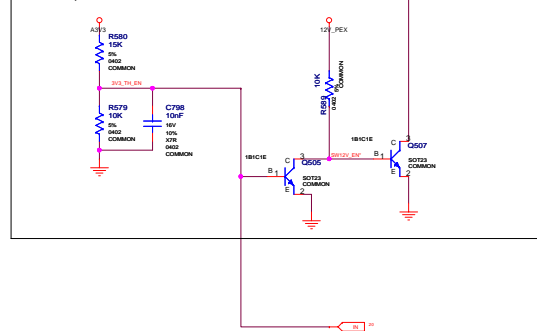 A3V3
R580
15K
5%
0402
COMMON
3V3_TH_EN
R579
10K
5%
0402
COMMON
C798
10nF
16V
10%
X7R
0402
COMMON
12V_PEX
R589
10K
0402
5%
COMMON
1B1C1E
Q505
C
3
B
1
E
2
SOT23
COMMON
SW12V_EN*
1B1C1E
Q507
C
3
B
1
E
2
SOT23
COMMON
IN